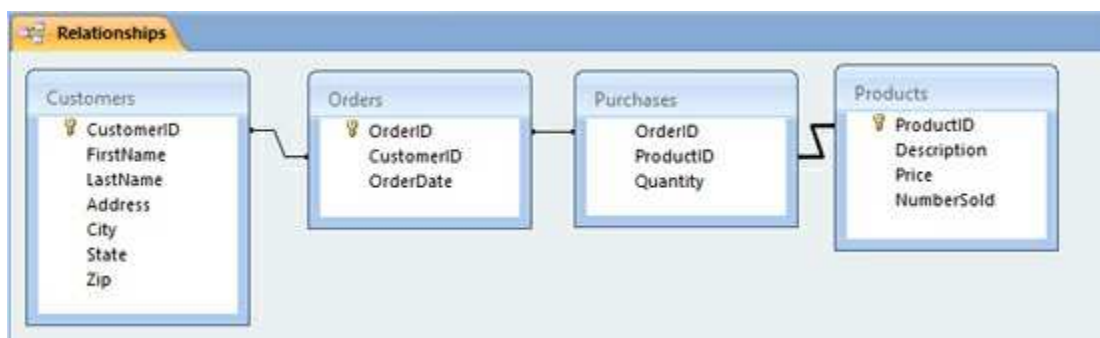 Relationships
Customers
CustomerID
FirstName
LastName
Address
City
State
Zip
Orders
OrderID
CustomerID
OrderDate
Purchases
OrderID
ProductID
Quantity
Products
ProductID
Description
Price
NumberSold